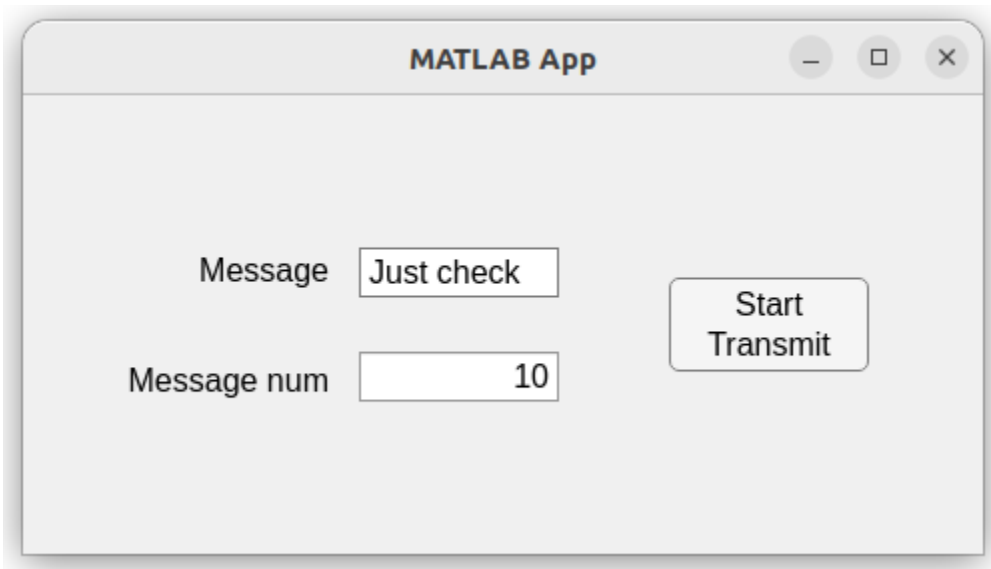 MATLAB App
Message
Just check
Message num
10
Start
Transmit